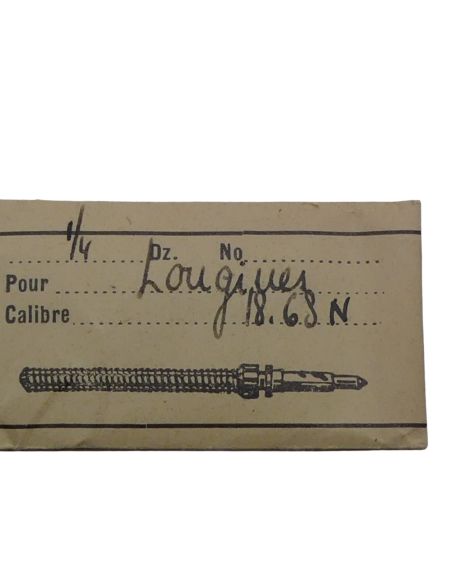 1/4 Dz. No
Pour Longines
Calibre 18.68 N